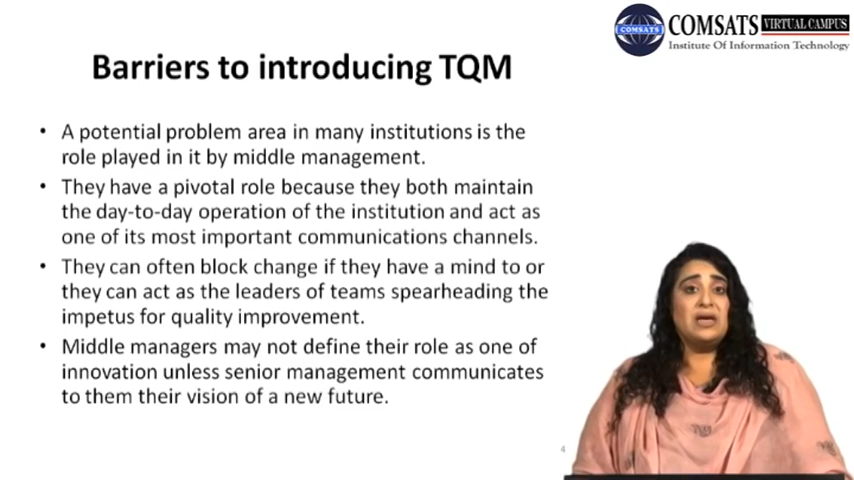 COMSATS VIRTUAL CAMPUS
Institute Of Information Technology
Barriers to introducing TQM
• A potential problem area in many institutions is the
role played in it by middle management.
• They have a pivotal role because they both maintain
the day-to-day operation of the institution and act as
one of its most important communications channels.
• They can often block change if they have a mind to or
they can act as the leaders of teams spearheading the
impetus for quality improvement.
• Middle managers may not define their role as one of
innovation unless senior management communicates
to them their vision of a new future.
4